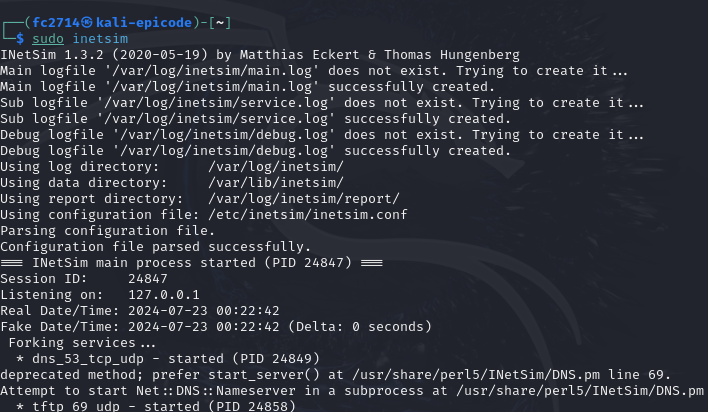 ┌──(fc2714㉿kali-epicode)-[~]
└─$ sudo inetsim
INetSim 1.3.2 (2020-05-19) by Matthias Eckert & Thomas Hungenberg
Main logfile '/var/log/inetsim/main.log' does not exist. Trying to create it...
Main logfile '/var/log/inetsim/main.log' successfully created.
Sub logfile '/var/log/inetsim/service.log' does not exist. Trying to create it...
Sub logfile '/var/log/inetsim/service.log' successfully created.
Debug logfile '/var/log/inetsim/debug.log' does not exist. Trying to create it...
Debug logfile '/var/log/inetsim/debug.log' successfully created.
Using log directory:      /var/log/inetsim/
Using data directory:     /var/lib/inetsim/
Using report directory:   /var/log/inetsim/report/
Using configuration file: /etc/inetsim/inetsim.conf
Parsing configuration file.
Configuration file parsed successfully.
=== INetSim main process started (PID 24847) ===
Session ID:     24847
Listening on:   127.0.0.1
Real Date/Time: 2024-07-23 00:22:42
Fake Date/Time: 2024-07-23 00:22:42 (Delta: 0 seconds)
 Forking services...
  * dns_53_tcp_udp - started (PID 24849)
deprecated method; prefer start_server() at /usr/share/perl5/INetSim/DNS.pm line 69.
Attempt to start Net::DNS::Nameserver in a subprocess at /usr/share/perl5/INetSim/DNS.pm
  * tftp_69_udp - started (PID 24858)